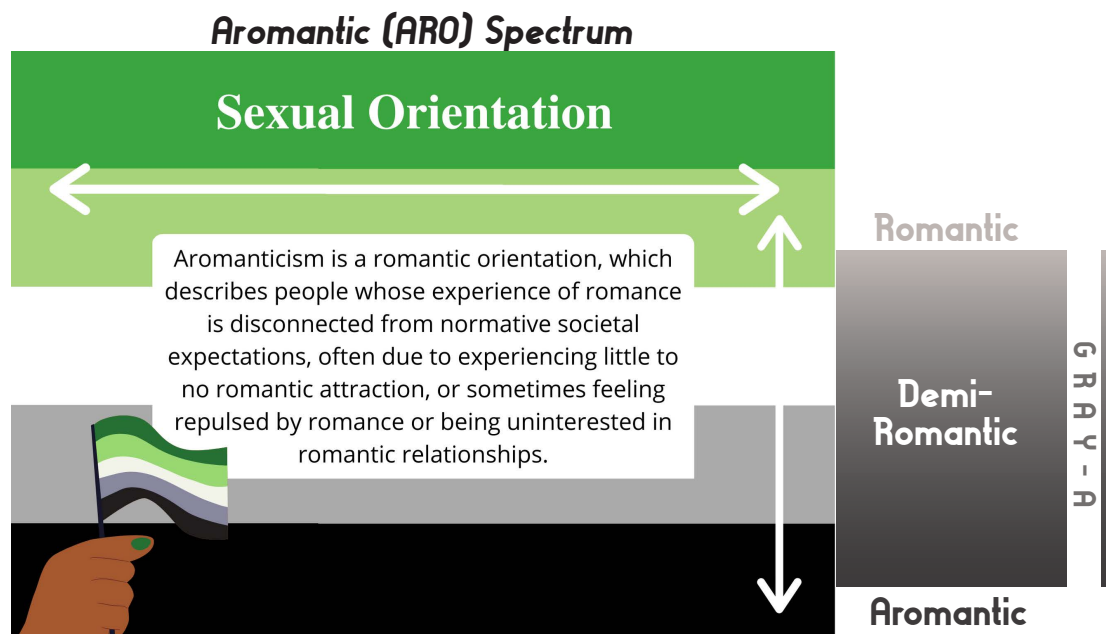 Aromantic (ARO) Spectrum
Sexual Orientation
Aromanticism is a romantic orientation, which
describes people whose experience of romance
is disconnected from normative societal
expectations, often due to experiencing little to
no romantic attraction, or sometimes feeling
repulsed by romance or being uninterested in
romantic relationships.
Romantic
Demi-
Romantic
GRAY-A
Aromantic